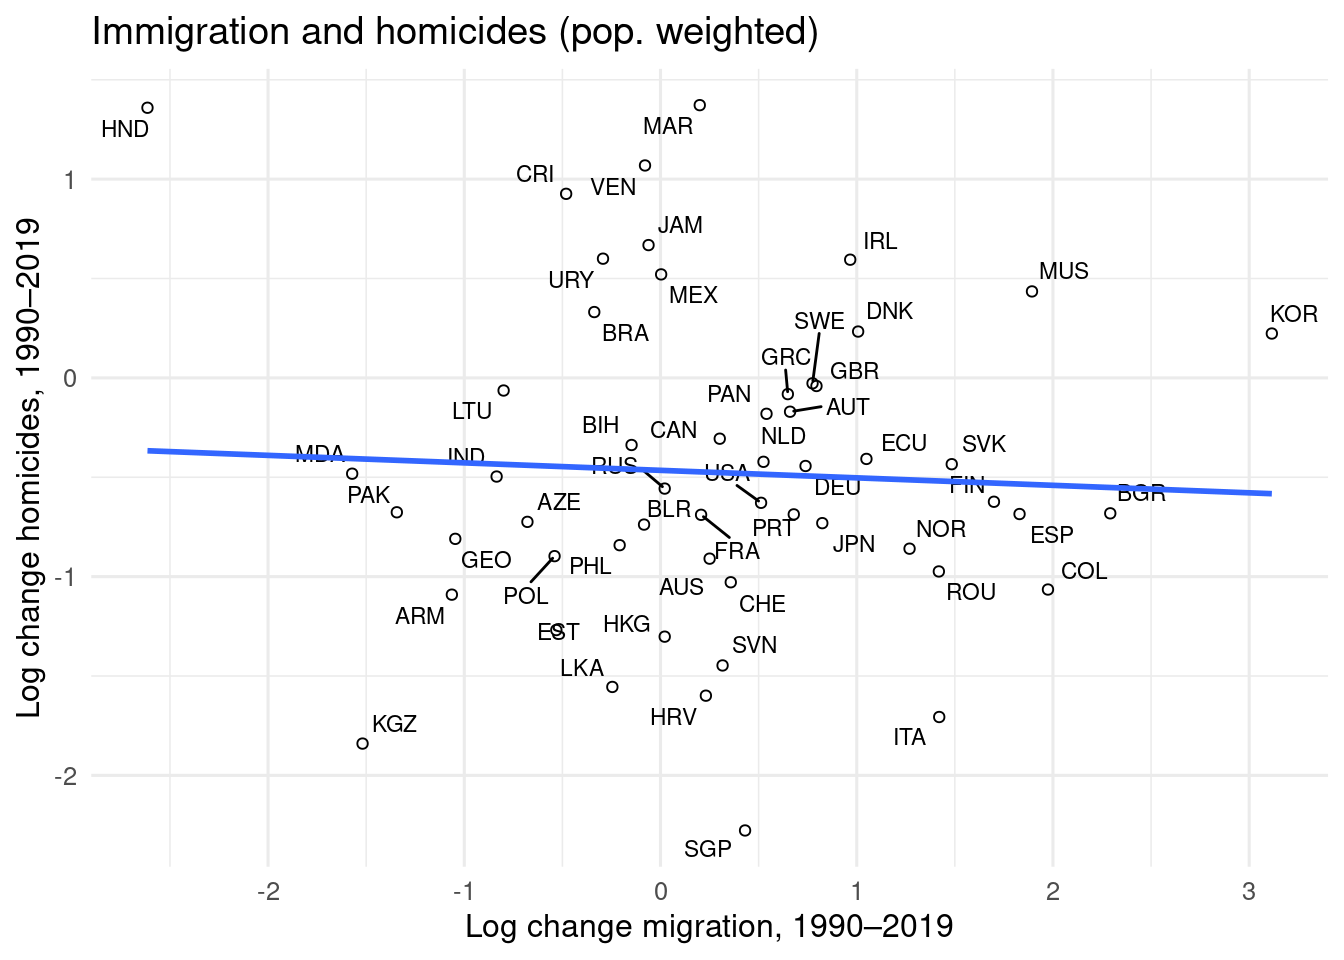 Immigration and homicides (pop. weighted)
Log change homicides, 1990–2019
1
0
-1
-2
HND
MAR
CRI
VEN
JAM
IRL
URY
MUS
MEX
DNK
KOR
SWE
BRA
GRC
GBR
PAN
LTU
AUT
BIH
CAN
NLD
ECU
SVK
MDA
IND
RUS
USA
DEU
FIN
BGR
PAK
AZE
BLR
PRT
NOR
ESP
GEO
PHL
FRA
JPN
COL
POL
AUS
CHE
ROU
ARM
EST
HKG
SVN
LKA
HRV
KGZ
ITA
SGP
-2
-1
0
1
2
3
Log change migration, 1990–2019